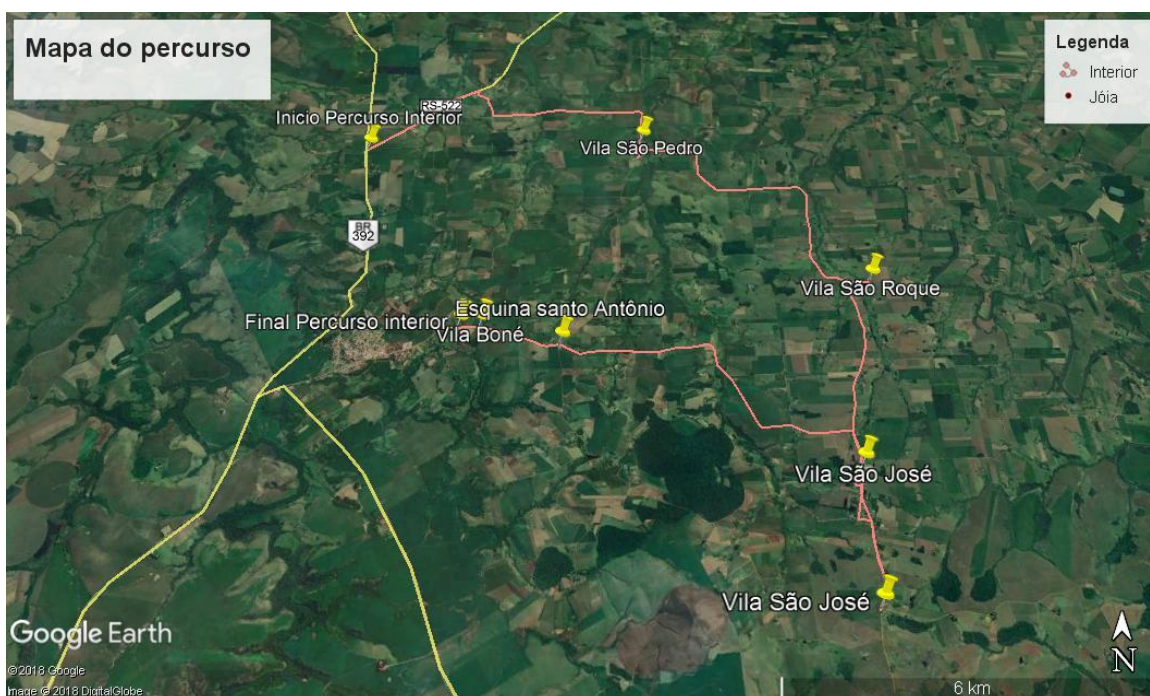 Mapa do percurso
Legenda
Interior
Jóia
RS-522
Inicio Percurso Interior
Vila São Pedro
BR
392
Vila São Roque
Esquina santo Antônio
Final Percurso interior
Vila Boné
Vila São José
Vila São José
Google Earth
N
©2018 Google
Image © 2018 DigitalGlobe
6 km